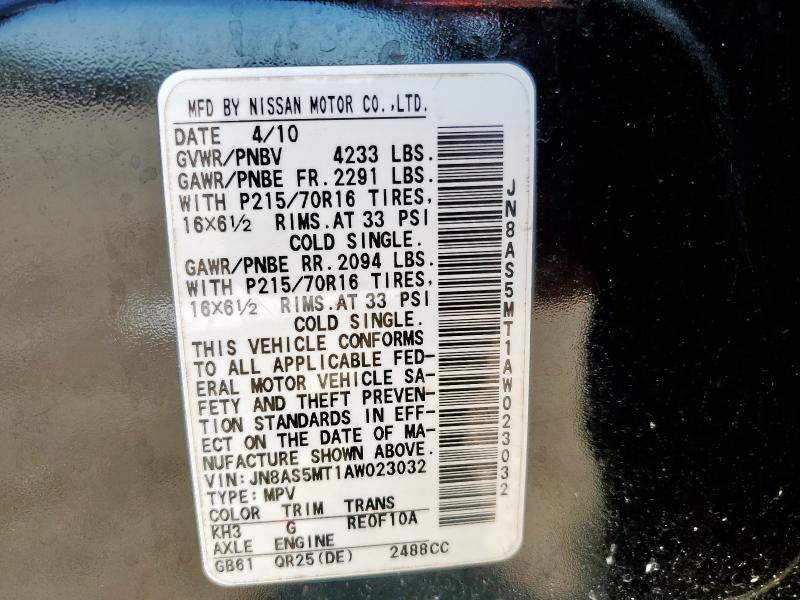 MFD BY NISSAN MOTOR CO.,LTD.
DATE 4/10
GVWR/PNBV 4233 LBS.
GAWR/PNBE FR.2291 LBS.
WITH P215/70R16 TIRES,
16X6½ RIMS.AT 33 PSI
COLD SINGLE.
GAWR/PNBE RR.2094 LBS.
WITH P215/70R16 TIRES,
16X6½ RIMS.AT 33 PSI
COLD SINGLE.
THIS VEHICLE CONFORMS
TO ALL APPLICABLE FED-
ERAL MOTOR VEHICLE SA-
FETY AND THEFT PREVEN-
TION STANDARDS IN EFF-
ECT ON THE DATE OF MA-
NUFACTURE SHOWN ABOVE.
VIN:JN8AS5MT1AW023032
TYPE:MPV
COLOR TRIM TRANS
KH3 G RE0F10A
AXLE ENGINE
GB61 QR25(DE) 2488CC
JN8AS5MT1AW023032